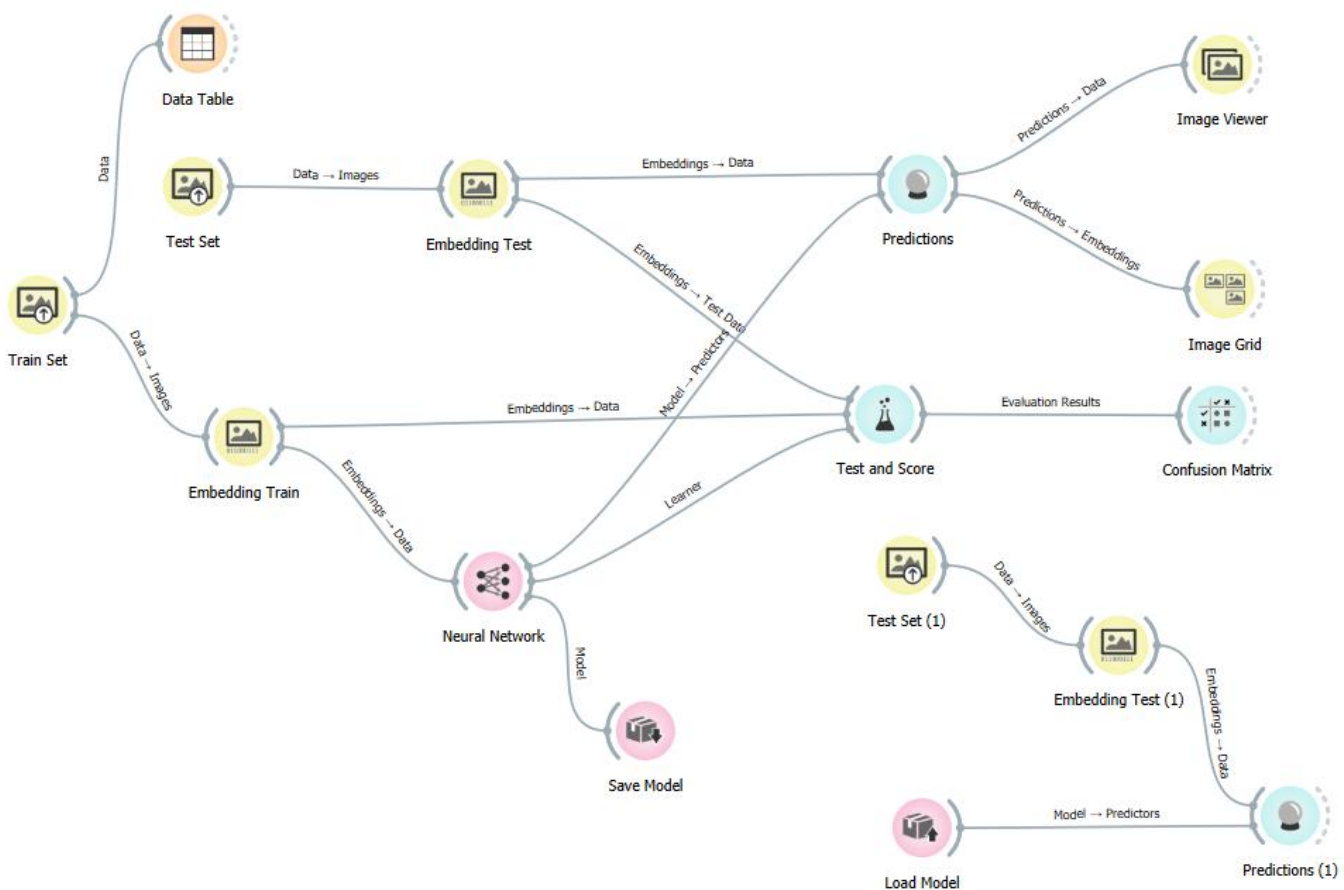 Data Table
Image Viewer
Predictions → Data
Data
Embeddings → Data
Data → Images
Test Set
Embedding Test
Predictions
Predictions → Embeddings
Embeddings → Test Data
Train Set
Image Grid
Data → Images
Model → Predictors
Embeddings → Data
Evaluation Results
Embedding Train
Test and Score
Confusion Matrix
Embeddings → Data
Learner
Neural Network
Test Set (1)
Data → Images
Model
Embedding Test (1)
Embeddings → Data
Save Model
Model → Predictors
Load Model
Predictions (1)